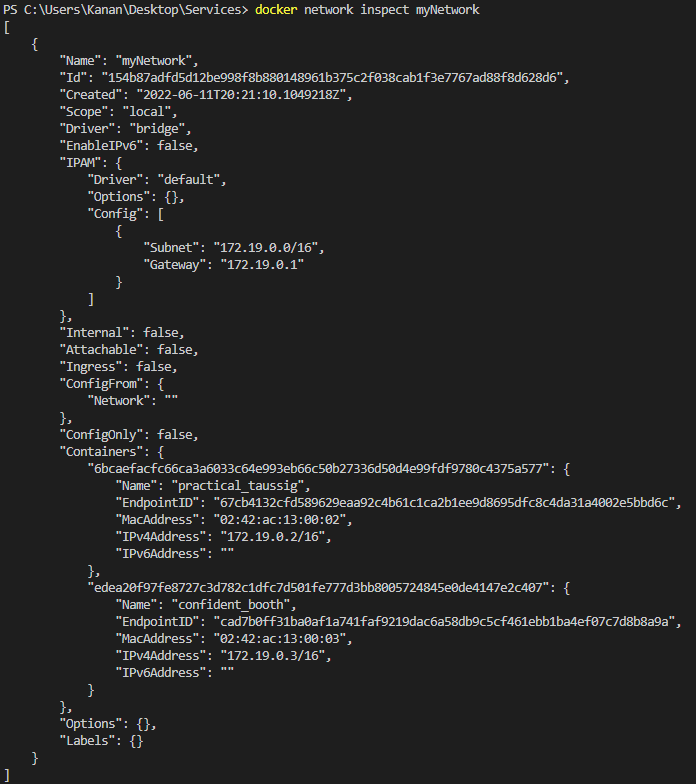 PS C:\Users\Kanan\Desktop\Services> docker network inspect myNetwork
[
    {
        "Name": "myNetwork",
        "Id": "154b87adfd5d12be998f8b880148961b375c2f038cab1f3e7767ad88f8d628d6",
        "Created": "2022-06-11T20:21:10.1049218Z",
        "Scope": "local",
        "Driver": "bridge",
        "EnableIPv6": false,
        "IPAM": {
            "Driver": "default",
            "Options": {},
            "Config": [
                {
                    "Subnet": "172.19.0.0/16",
                    "Gateway": "172.19.0.1"
                }
            ]
        },
        "Internal": false,
        "Attachable": false,
        "Ingress": false,
        "ConfigFrom": {
            "Network": ""
        },
        "ConfigOnly": false,
        "Containers": {
            "6bcaefacfc66ca3a6033c64e993eb66c50b27336d50d4e99fdf9780c4375a577": {
                "Name": "practical_taussig",
                "EndpointID": "67cb4132cfd589629eaa92c4b61c1ca2b1ee9d8695dfc8c4da31a4002e5bbd6c",
                "MacAddress": "02:42:ac:13:00:02",
                "IPv4Address": "172.19.0.2/16",
                "IPv6Address": ""
            },
            "edea20f97fe8727c3d782c1dfc7d501fe777d3bb8005724845e0de4147e2c407": {
                "Name": "confident_booth",
                "EndpointID": "cad7b0ff31ba0af1a741faf9219dac6a58db9c5cf461ebb1ba4ef07c7d8b8a9a",
                "MacAddress": "02:42:ac:13:00:03",
                "IPv4Address": "172.19.0.3/16",
                "IPv6Address": ""
            }
        },
        "Options": {},
        "Labels": {}
    }
]